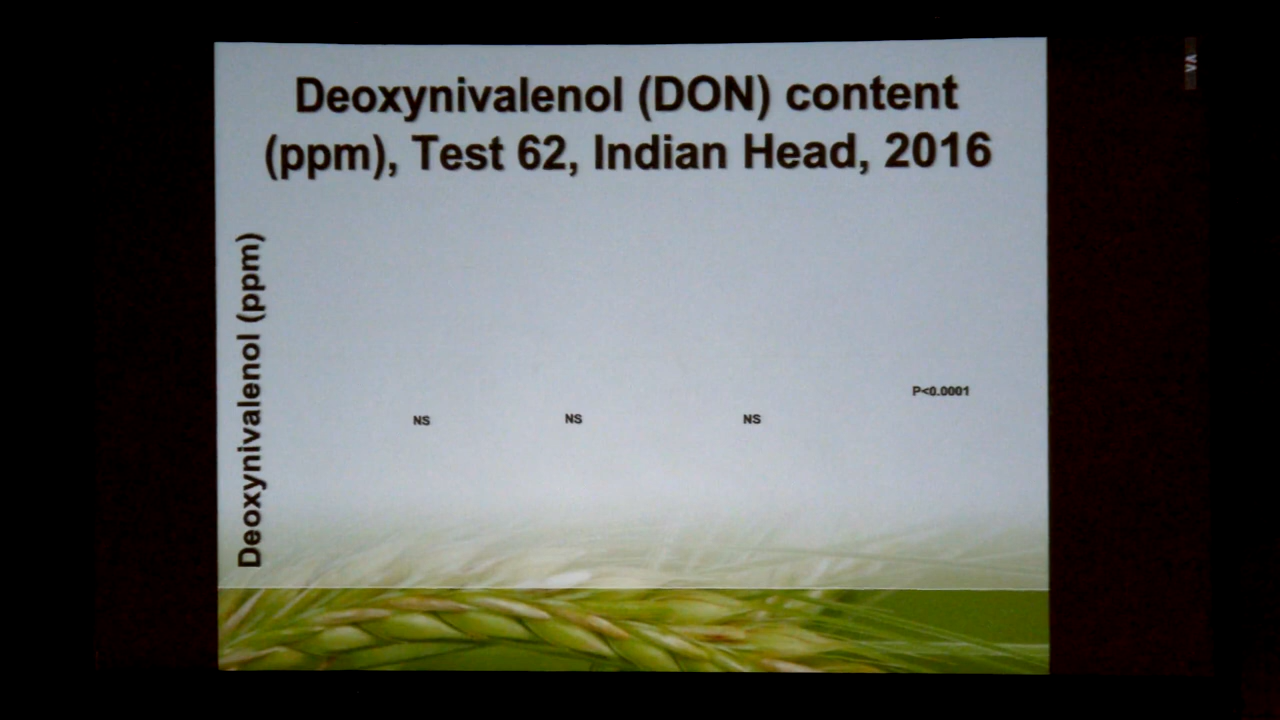 Deoxynivalenol (DON) content
(ppm), Test 62, Indian Head, 2016
Deoxynivalenol (ppm)
P<0.0001
NS
NS
NS